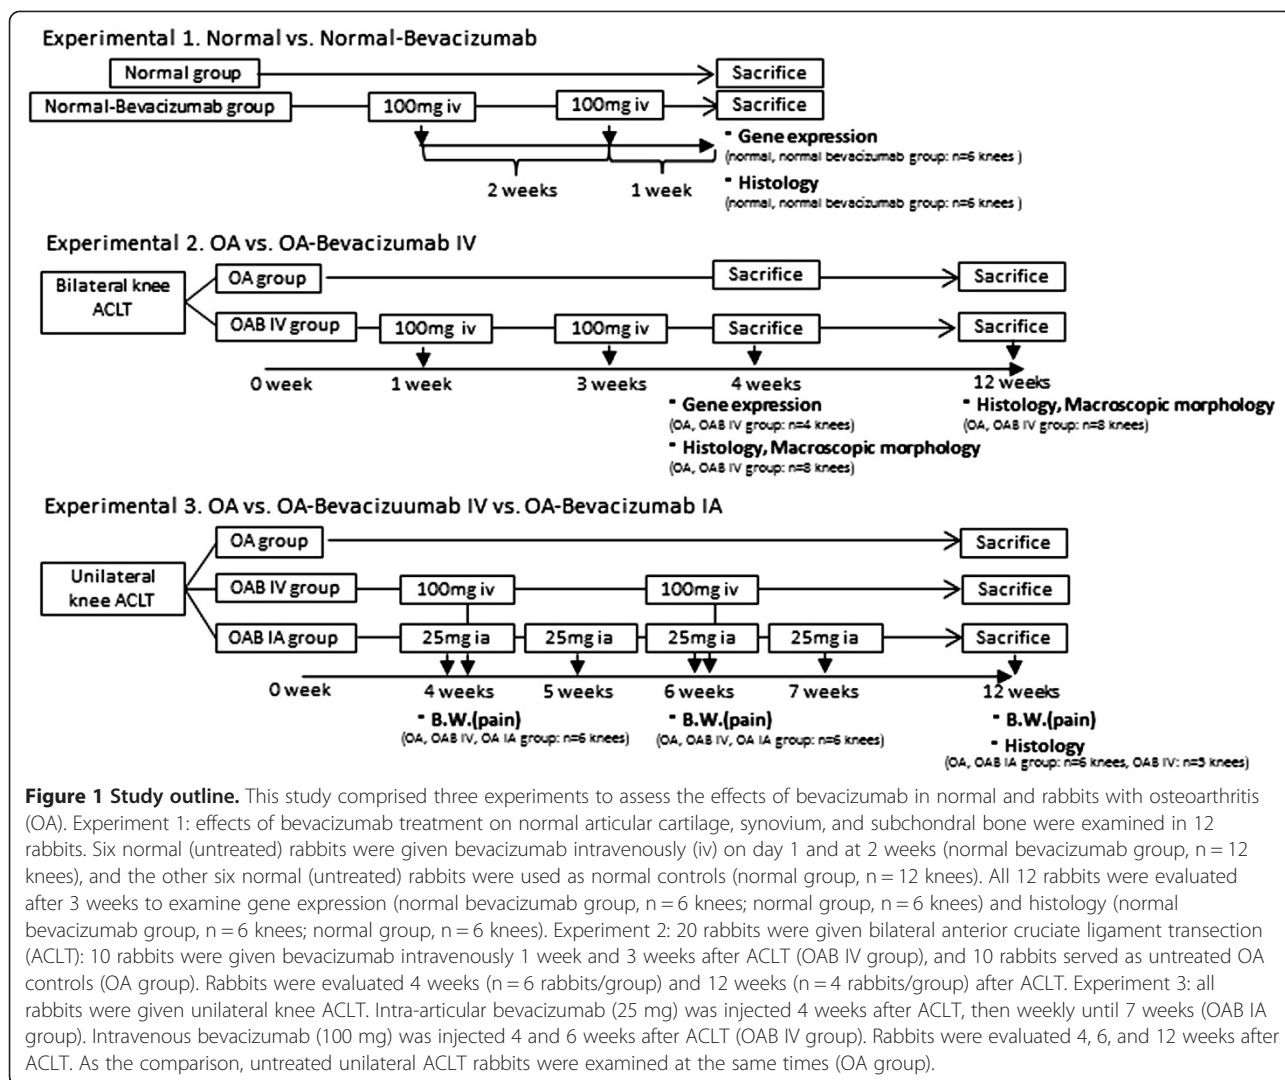 Experimental 1. Normal vs. Normal-Bevacizumab
Normal group
Sacrifice
Normal-Bevacizumab group
100mg iv
100mg iv
Sacrifice
- Gene expression
(normal, normal bevacizumab group: n=6 knees )
2 weeks
1 week
- Histology
(normal, normal bevacizumab group: n=6 knees )
Experimental 2. OA vs. OA-Bevacizumab IV
Bilateral knee
ACLT
OA group
Sacrifice
Sacrifice
OAB IV group
100mg iv
100mg iv
Sacrifice
Sacrifice
0 week
1 week
3 weeks
4 weeks
12 weeks
- Gene expression
(OA, OAB IV group: n=4 knees)
- Histology, Macroscopic morphology
(OA, OAB IV group: n=8 knees)
- Histology, Macroscopic morphology
(OA, OAB IV group: n=8 knees)
Experimental 3. OA vs. OA-Bevacizuumab IV vs. OA-Bevacizumab IA
Unilateral
knee ACLT
OA group
Sacrifice
OAB IV group
100mg iv
100mg iv
Sacrifice
OAB IA group
25mg ia
25mg ia
25mg ia
25mg ia
Sacrifice
0 week
4 weeks
5 weeks
6 weeks
7 weeks
12 weeks
- B.W.(pain)
(OA, OAB IV, OA IA group: n=6 knees)
- B.W.(pain)
(OA, OAB IV, OA IA group: n=6 knees)
- B.W.(pain)
- Histology
(OA, OAB IA group: n=6 knees, OAB IV: n=5 knees)
Figure 1 Study outline. This study comprised three experiments to assess the effects of bevacizumab in normal and rabbits with osteoarthritis
(OA). Experiment 1: effects of bevacizumab treatment on normal articular cartilage, synovium, and subchondral bone were examined in 12
rabbits. Six normal (untreated) rabbits were given bevacizumab intravenously (iv) on day 1 and at 2 weeks (normal bevacizumab group, n = 12
knees), and the other six normal (untreated) rabbits were used as normal controls (normal group, n = 12 knees). All 12 rabbits were evaluated
after 3 weeks to examine gene expression (normal bevacizumab group, n = 6 knees; normal group, n = 6 knees) and histology (normal
bevacizumab group, n = 6 knees; normal group, n = 6 knees). Experiment 2: 20 rabbits were given bilateral anterior cruciate ligament transection
(ACLT): 10 rabbits were given bevacizumab intravenously 1 week and 3 weeks after ACLT (OAB IV group), and 10 rabbits served as untreated OA
controls (OA group). Rabbits were evaluated 4 weeks (n = 6 rabbits/group) and 12 weeks (n = 4 rabbits/group) after ACLT. Experiment 3: all
rabbits were given unilateral knee ACLT. Intra-articular bevacizumab (25 mg) was injected 4 weeks after ACLT, then weekly until 7 weeks (OAB IA
group). Intravenous bevacizumab (100 mg) was injected 4 and 6 weeks after ACLT (OAB IV group). Rabbits were evaluated 4, 6, and 12 weeks after
ACLT. As the comparison, untreated unilateral ACLT rabbits were examined at the same times (OA group).